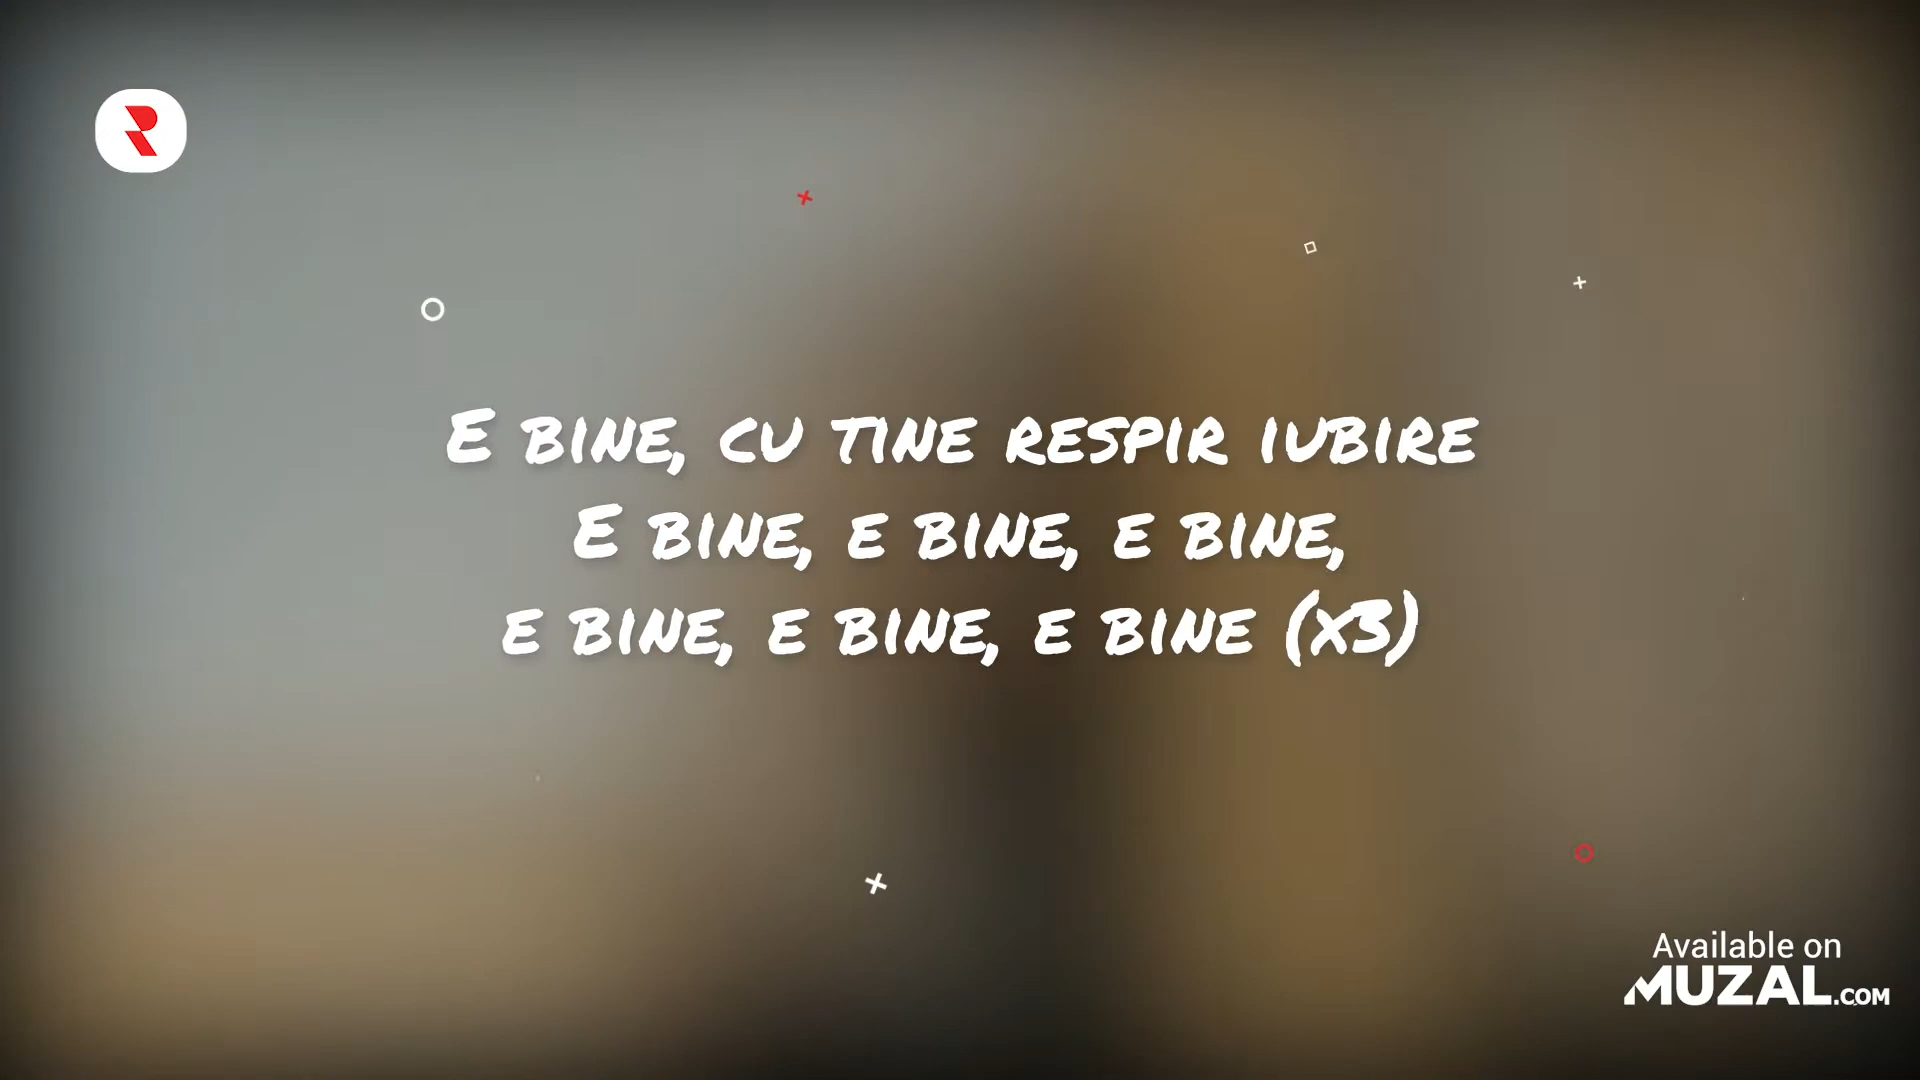 R
E bine, cu tine respir iubire
E bine, e bine, e bine,
e bine, e bine, e bine (x3)
Available on
MUZAL.COM